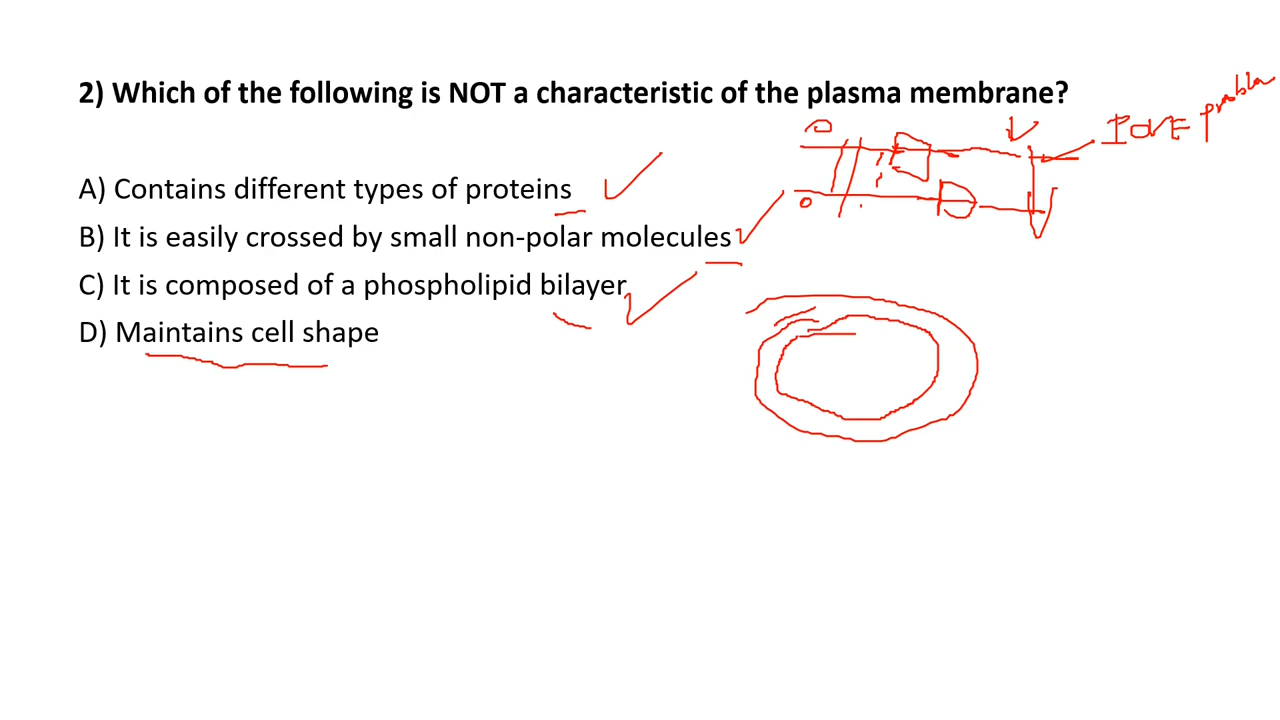 2) Which of the following is NOT a characteristic of the plasma membrane?
A) Contains different types of proteins
B) It is easily crossed by small non-polar molecules
C) It is composed of a phospholipid bilayer
D) Maintains cell shape